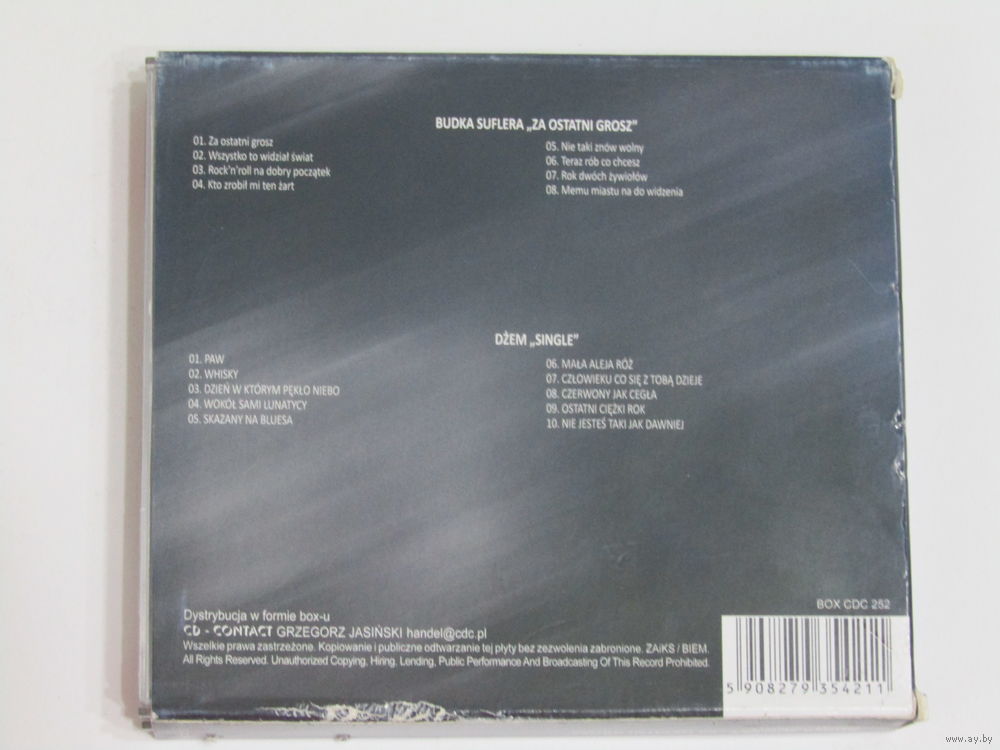 BUDKA SUFLERA „ZA OSTATNI GROSZ”
01. Za ostatni grosz
02. Wszystko to widział świat
03. Rock'n'roll na dobry początek
04. Kto zrobił mi ten żart
05. Nie taki znów wolny
06. Teraz rób co chcesz
07. Rok dwóch żywiołów
08. Memu miastu na do widzenia
DŻEM „SINGLE”
01. PAW
02. WHISKY
03. DZIEŃ W KTÓRYM PĘKŁO NIEBO
04. WOKÓŁ SAMI LUNATYCY
05. SKAZANY NA BLUESA
06. MAŁA ALEJA RÓŻ
07. CZŁOWIEKU CO SIĘ Z TOBĄ DZIEJE
08. CZERWONY JAK CEGŁA
09. OSTATNI CIĘŻKI ROK
10. NIE JESTEŚ TAKI JAK DAWNIEJ
Dystrybucja w formie box-u
CD - CONTACT GRZEGORZ JASIŃSKI handel@cdc.pl
Wszelkie prawa zastrzeżone. Kopiowanie i publiczne odtwarzanie tej płyty bez zezwolenia zabronione. ZAiKS / BIEM.
All Rights Reserved. Unauthorized Copying, Hiring, Lending, Public Performance And Broadcasting Of This Record Prohibited.
BOX CDC 252
5 908279 354211
www.ay.by